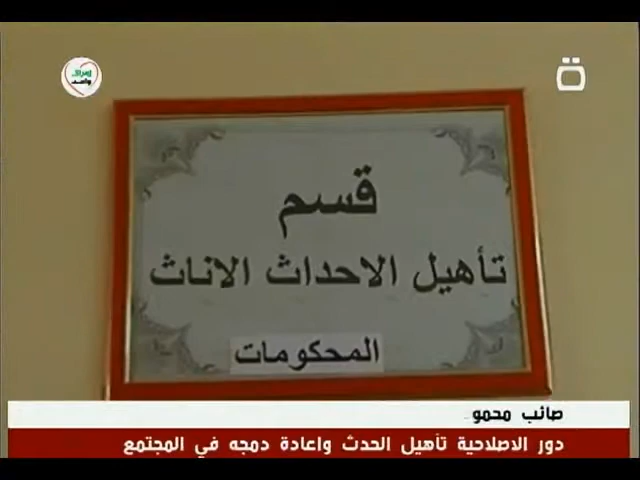 قسم
تأهيل الاحداث الاناث
المحكومات
صائب محمو
دور الاصلاحية تأهيل الحدث واعادة دمجه في المجتمع